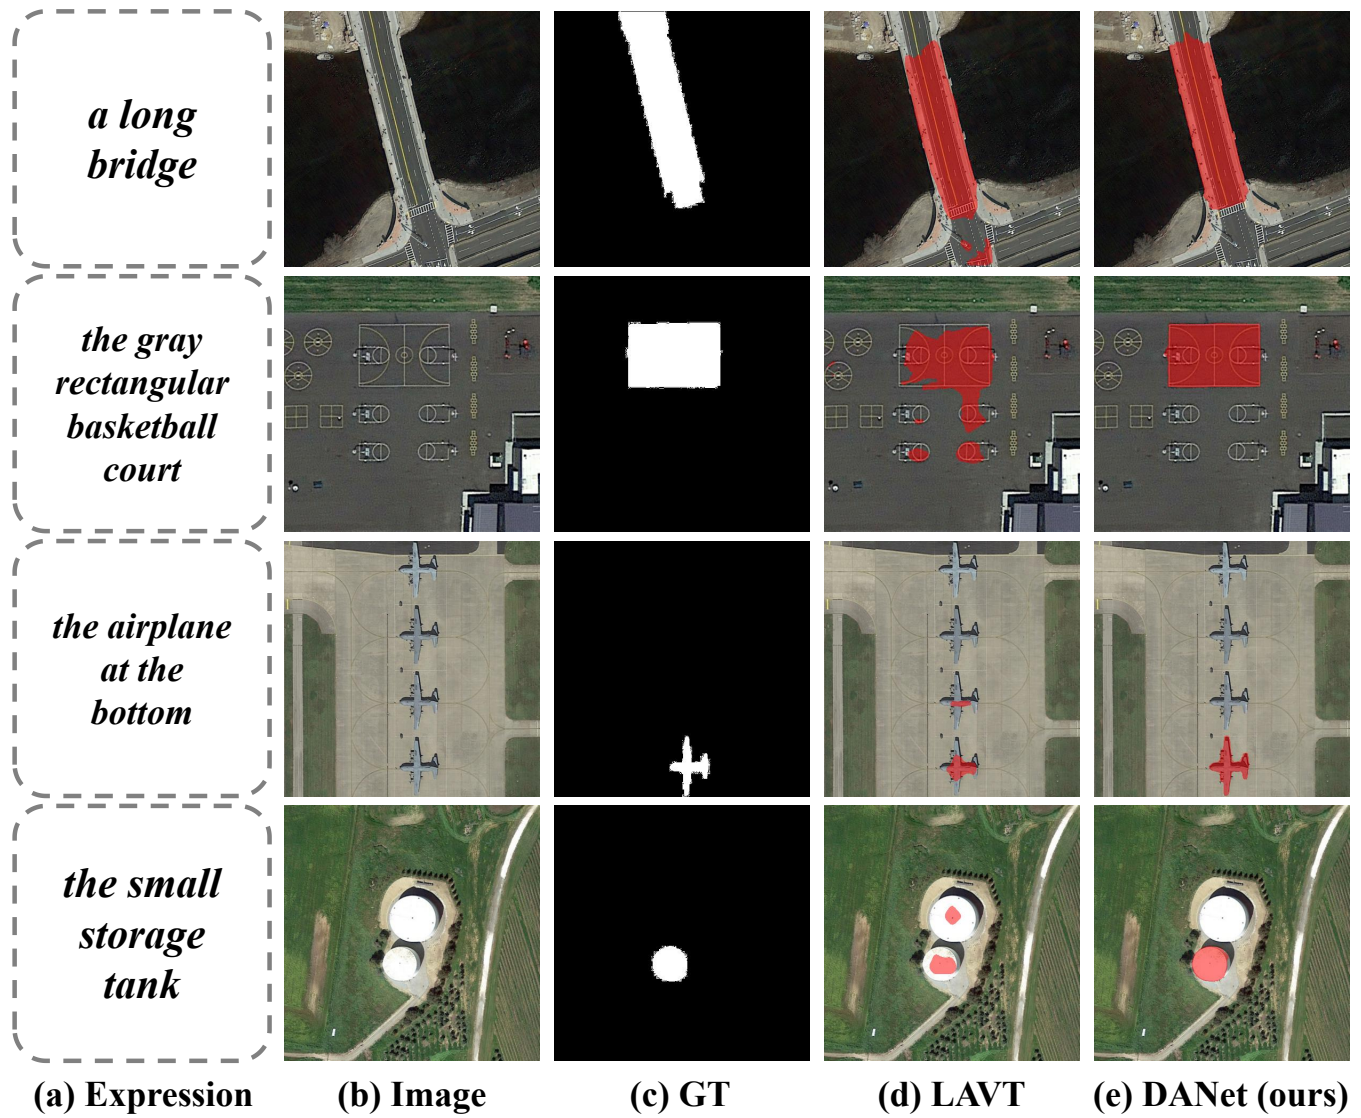 a long
bridge
the gray
rectangular
basketball
court
the airplane
at the
bottom
the small
storage
tank
(a) Expression (b) Image (c) GT (d) LAVT (e) DANet (ours)